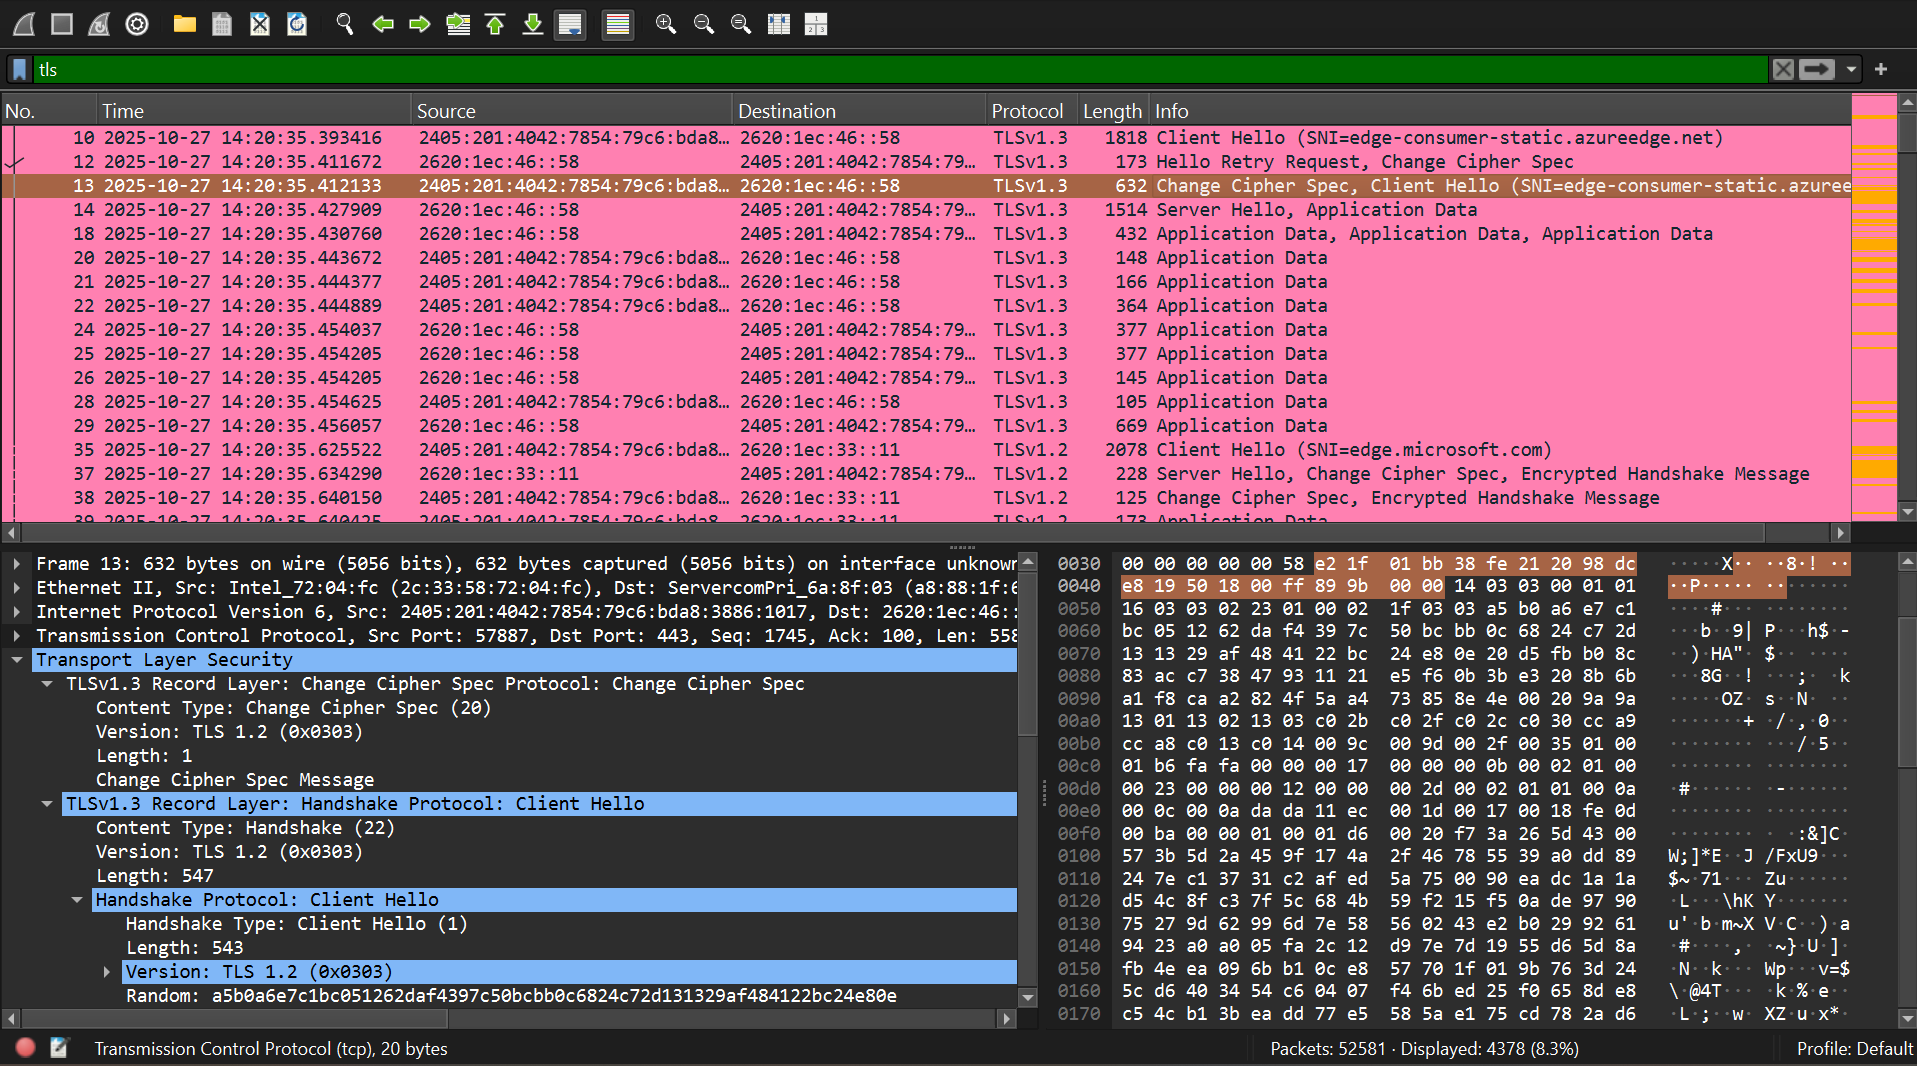 tls
No. Time Source Destination Protocol Length Info
10 2025-10-27 14:20:35.393416 2405:201:4042:7854:79c6:bda8… 2620:1ec:46::58 TLSv1.3 1818 Client Hello (SNI=edge-consumer-static.azureedge.net)
12 2025-10-27 14:20:35.411672 2620:1ec:46::58 2405:201:4042:7854:79… TLSv1.3 173 Hello Retry Request, Change Cipher Spec
13 2025-10-27 14:20:35.412133 2405:201:4042:7854:79c6:bda8… 2620:1ec:46::58 TLSv1.3 632 Change Cipher Spec, Client Hello (SNI=edge-consumer-static.azuree
14 2025-10-27 14:20:35.427909 2620:1ec:46::58 2405:201:4042:7854:79… TLSv1.3 1514 Server Hello, Application Data
18 2025-10-27 14:20:35.430760 2620:1ec:46::58 2405:201:4042:7854:79… TLSv1.3 432 Application Data, Application Data, Application Data
20 2025-10-27 14:20:35.443672 2405:201:4042:7854:79c6:bda8… 2620:1ec:46::58 TLSv1.3 148 Application Data
21 2025-10-27 14:20:35.444377 2405:201:4042:7854:79c6:bda8… 2620:1ec:46::58 TLSv1.3 166 Application Data
22 2025-10-27 14:20:35.444889 2405:201:4042:7854:79c6:bda8… 2620:1ec:46::58 TLSv1.3 364 Application Data
24 2025-10-27 14:20:35.454037 2620:1ec:46::58 2405:201:4042:7854:79… TLSv1.3 377 Application Data
25 2025-10-27 14:20:35.454205 2620:1ec:46::58 2405:201:4042:7854:79… TLSv1.3 377 Application Data
26 2025-10-27 14:20:35.454205 2620:1ec:46::58 2405:201:4042:7854:79… TLSv1.3 145 Application Data
28 2025-10-27 14:20:35.454625 2405:201:4042:7854:79c6:bda8… 2620:1ec:46::58 TLSv1.3 105 Application Data
29 2025-10-27 14:20:35.456057 2620:1ec:46::58 2405:201:4042:7854:79… TLSv1.3 669 Application Data
35 2025-10-27 14:20:35.625522 2405:201:4042:7854:79c6:bda8… 2620:1ec:33::11 TLSv1.2 2078 Client Hello (SNI=edge.microsoft.com)
37 2025-10-27 14:20:35.634290 2620:1ec:33::11 2405:201:4042:7854:79… TLSv1.2 228 Server Hello, Change Cipher Spec, Encrypted Handshake Message
38 2025-10-27 14:20:35.640150 2405:201:4042:7854:79c6:bda8… 2620:1ec:33::11 TLSv1.2 125 Change Cipher Spec, Encrypted Handshake Message
39 2025-10-27 14:20:35.640425 2405:201:4042:7854:79c6:bda8… 2620:1ec:33::11 TLSv1.2 173 Application Data
Frame 13: 632 bytes on wire (5056 bits), 632 bytes captured (5056 bits) on interface unknown
Ethernet II, Src: Intel_72:04:fc (2c:33:58:72:04:fc), Dst: ServercomPri_6a:8f:03 (a8:88:1f:6
Internet Protocol Version 6, Src: 2405:201:4042:7854:79c6:bda8:3886:1017, Dst: 2620:1ec:46::
Transmission Control Protocol, Src Port: 57887, Dst Port: 443, Seq: 1745, Ack: 100, Len: 558
Transport Layer Security
TLSv1.3 Record Layer: Change Cipher Spec Protocol: Change Cipher Spec
Content Type: Change Cipher Spec (20)
Version: TLS 1.2 (0x0303)
Length: 1
Change Cipher Spec Message
TLSv1.3 Record Layer: Handshake Protocol: Client Hello
Content Type: Handshake (22)
Version: TLS 1.2 (0x0303)
Length: 547
Handshake Protocol: Client Hello
Handshake Type: Client Hello (1)
Length: 543
Version: TLS 1.2 (0x0303)
Random: a5b0a6e7c1bc051262daf4397c50bcbb0c6824c72d131329af484122bc24e80e
0030 00 00 00 00 00 58 e2 1f 01 bb 38 fe 21 20 98 dc ·····X·· ··8·! ··
0040 e8 19 50 18 00 ff 89 9b 00 00 14 03 03 00 01 01 ··P····· ········
0050 16 03 03 02 23 01 00 02 1f 03 03 a5 b0 a6 e7 c1 ····#··· ········
0060 bc 05 12 62 da f4 39 7c 50 bc bb 0c 68 24 c7 2d ···b··9| P···h$·-
0070 13 13 29 af 48 41 22 bc 24 e8 0e 20 d5 fb b0 8c ··)·HA"· $·· ····
0080 83 ac c7 38 47 93 11 21 e5 f6 0b 3b e3 20 8b 6b ···8G··! ···;· ·k
0090 a1 f8 ca a2 82 4f 5a a4 73 85 8e 4e 00 20 9a 9a ·····OZ· s··N· ··
00a0 13 01 13 02 13 03 c0 2b c0 2f c0 2c c0 30 cc a9 ·······+ ·/·,·0··
00b0 cc a8 c0 13 c0 14 00 9c 00 9d 00 2f 00 35 01 00 ········ ···/·5··
00c0 01 b6 fa fa 00 00 00 17 00 00 00 0b 00 02 01 00 ········ ········
00d0 00 23 00 00 00 12 00 00 00 2d 00 02 01 01 00 0a ·#······ ·-······
00e0 00 0c 00 0a da da 11 ec 00 1d 00 17 00 18 fe 0d ········ ········
00f0 00 ba 00 00 01 00 01 d6 00 20 f7 3a 26 5d 43 00 ········ · ·:&]C·
0100 57 3b 5d 2a 45 9f 17 4a 2f 46 78 55 39 a0 dd 89 W;]*E··J /FxU9···
0110 24 7e c1 37 31 c2 af ed 5a 75 00 90 ea dc 1a 1a $~·71··· Zu······
0120 d5 4c 8f c3 7f 5c 68 4b 59 f2 15 f5 0a de 97 90 ·L···\hK Y·······
0130 75 27 9d 62 99 6d 7e 58 56 02 43 e2 b0 29 92 61 u'·b·m~X V·C··)·a
0140 94 23 a0 a0 05 fa 2c 12 d9 7e 7d 19 55 d6 5d 8a ·#····,· ·~}·U·]·
0150 fb 4e ea 09 6b b1 0c e8 57 70 1f 01 9b 76 3d 24 ·N··k··· Wp···v=$
0160 5c d6 40 34 54 c6 04 07 f4 6b ed 25 f0 65 8d e8 \·@4T··· ·k·%·e··
0170 c5 4c b1 3b ea dd 77 e5 58 5a e1 75 cd 78 2a d6 ·L·;··w· XZ·u·x*·
Transmission Control Protocol (tcp), 20 bytes
Packets: 52581 · Displayed: 4378 (8.3%)
Profile: Default